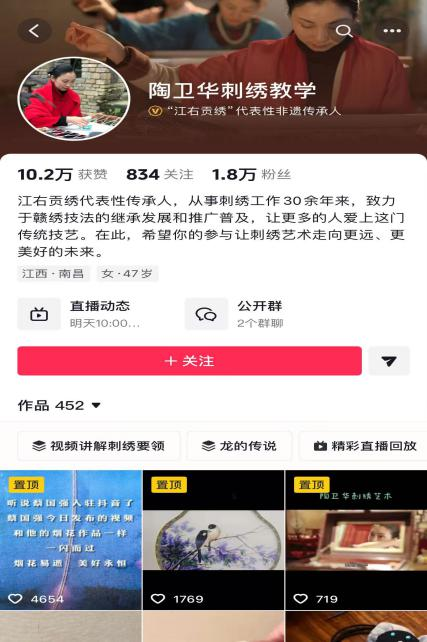 陶卫华刺绣教学
“江右贡绣”代表性非遗传承人
10.2万 获赞 834 关注 1.8万 粉丝
江右贡绣代表性传承人，从事刺绣工作30余年来，致力
于赣绣技法的继承发展和推广普及，让更多的人爱上这门
传统技艺。在此，希望你的参与让刺绣艺术走向更远、更
美好的未来。
江西·南昌 女·47岁
直播动态 公开群
明天10:00... 2个群聊
+ 关注
作品 452
视频讲解刺绣要领 龙的传说 精彩直播回放
置顶 置顶 置顶
听说蔡国强入驻抖音了
蔡国强今日发布的视频
和他的烟花作品一样
一闪而过
烟花易逝 美好永恒
陶卫华刺绣艺术
4654 1769 719